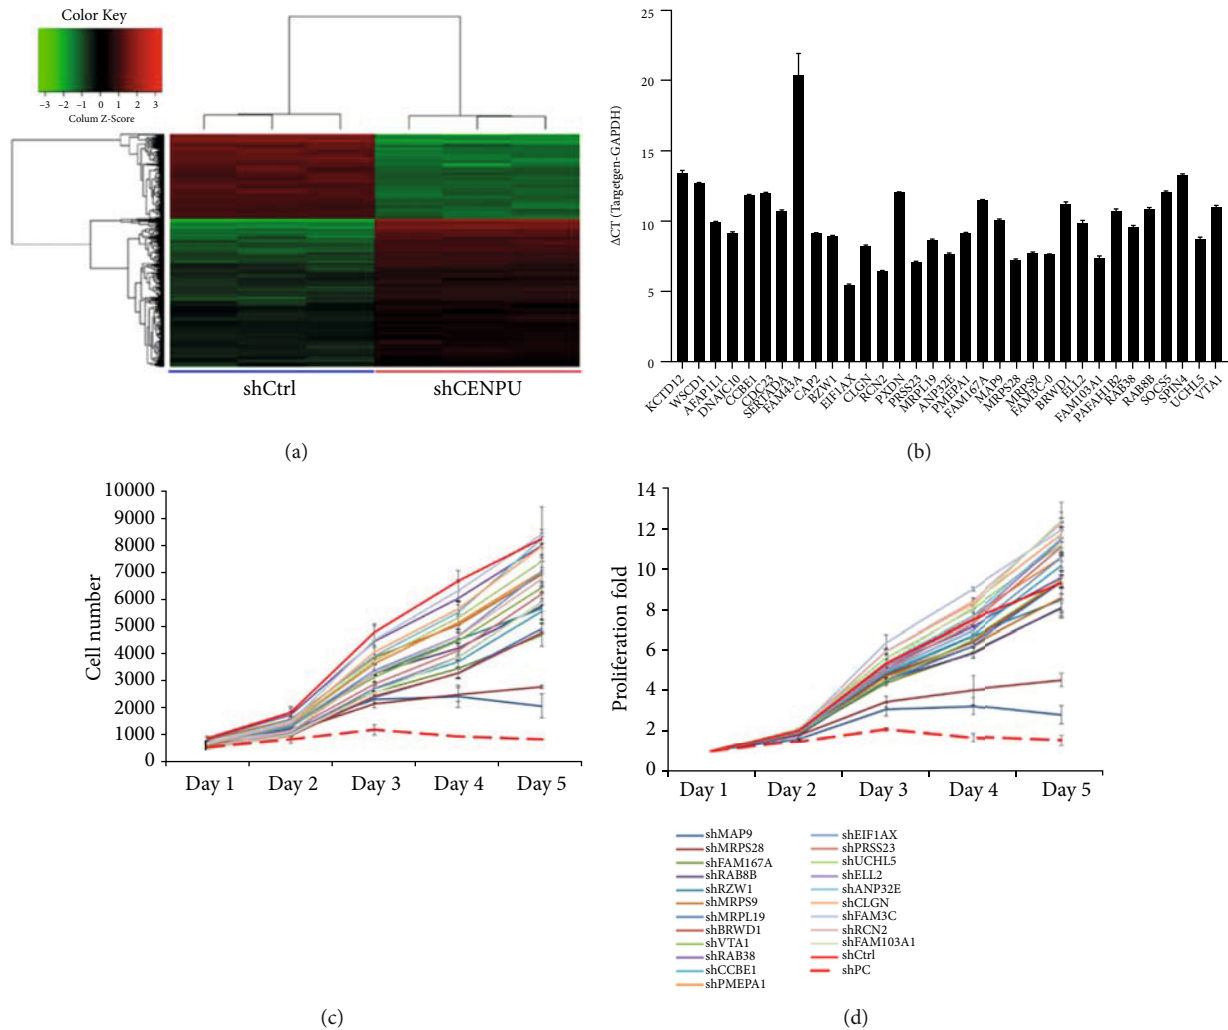 Color Key
−3 −2 −1 0 1 2 3
Colum Z-Score
shCtrl
shCENPU
(a)
25
20
15
10
5
0
ΔCT (Targetgen-GAPDH)
KCTD12
WSCD1
AFAP1L1
DNAJC10
CCBE1
CDC23
SERTADA
FAM43A
CAP2
BZW1
EIF1AX
CLGN
RCN2
PXDN
PRSS23
MRPL19
ANP32E
PMEPA1
FAM167A
MAP9
MRPS28
MRPS9
FAM3C-0
BRWD1
ELL2
FAM103A1
PAFAH1B2
RAB38
RAB8B
SOCS5
SPIN4
UCHL5
VTA1
(b)
10000
9000
8000
7000
6000
5000
4000
3000
2000
1000
0
Cell number
Day 1 Day 2 Day 3 Day 4 Day 5
(c)
14
12
10
8
6
4
2
0
Proliferation fold
Day 1 Day 2 Day 3 Day 4 Day 5
shMAP9
shMRPS28
shFAM167A
shRAB8B
shRZW1
shMRPS9
shMRPL19
shBRWD1
shVTA1
shRAB38
shCCBE1
shPMEPA1
shEIF1AX
shPRSS23
shUCHL5
shELL2
shANP32E
shCLGN
shFAM3C
shRCN2
shFAM103A1
shCtrl
shPC
(d)